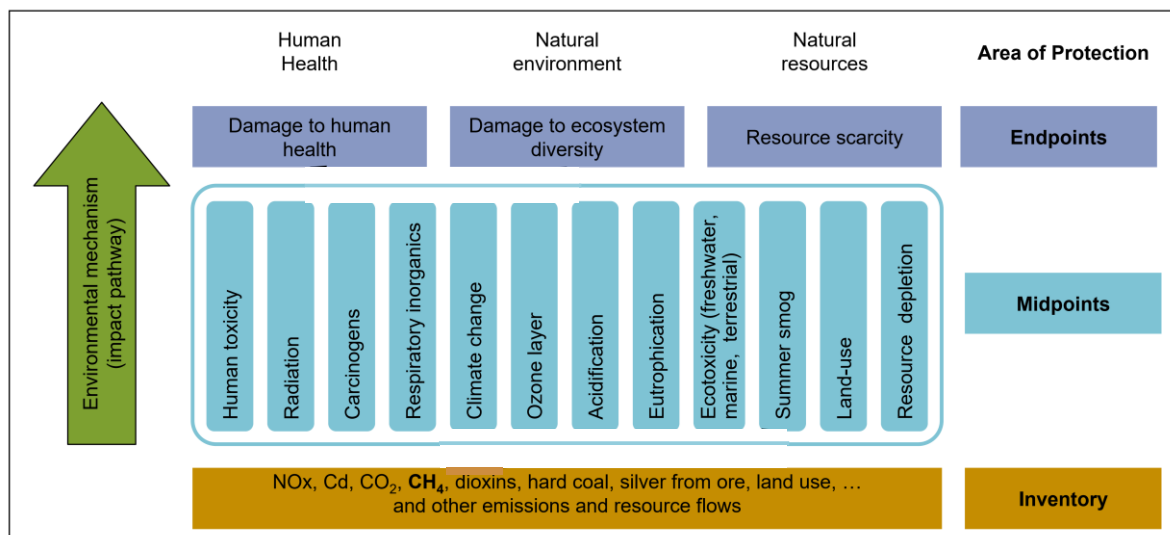 Human
Health
Natural
environment
Natural
resources
Area of Protection
Damage to human
health
Damage to ecosystem
diversity
Resource scarcity
Endpoints
Environmental mechanism
(impact pathway)
Human toxicity
Radiation
Carcinogens
Respiratory inorganics
Climate change
Ozone layer
Acidification
Eutrophication
Ecotoxicity (freshwater,
marine, terrestrial)
Summer smog
Land-use
Resource depletion
Midpoints
NOx, Cd, CO₂, CH₄, dioxins, hard coal, silver from ore, land use, …
and other emissions and resource flows
Inventory